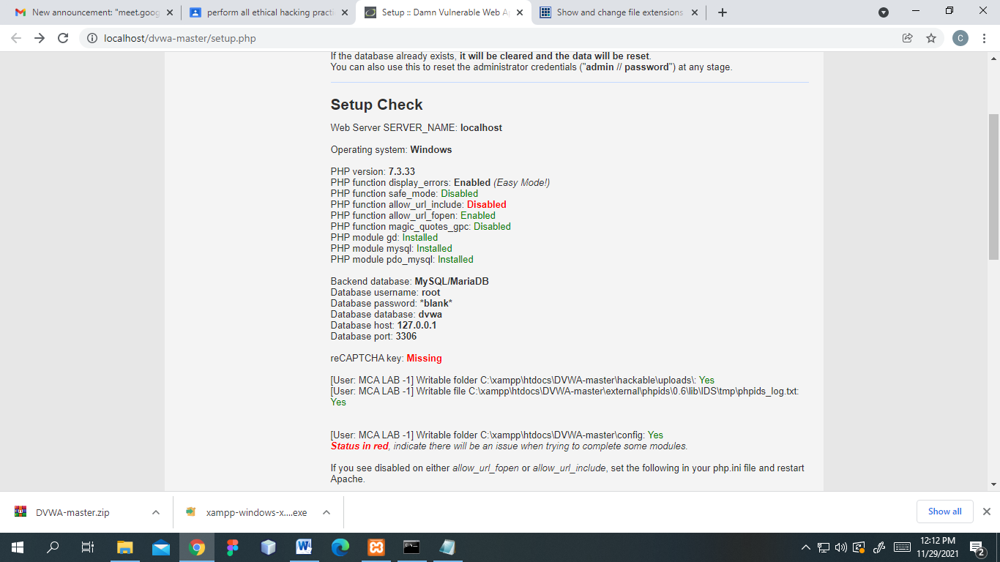 New announcement: "meet.goog
perform all ethical hacking practi
Setup :: Damn Vulnerable Web A
Show and change file extensions
localhost/dvwa-master/setup.php
C
If the database already exists, it will be cleared and the data will be reset.
You can also use this to reset the administrator credentials ("admin // password") at any stage.
Setup Check
Web Server SERVER_NAME: localhost
Operating system: Windows
PHP version: 7.3.33
PHP function display_errors: Enabled (Easy Mode!)
PHP function safe_mode: Disabled
PHP function allow_url_include: Disabled
PHP function allow_url_fopen: Enabled
PHP function magic_quotes_gpc: Disabled
PHP module gd: Installed
PHP module mysql: Installed
PHP module pdo_mysql: Installed
Backend database: MySQL/MariaDB
Database username: root
Database password: *blank*
Database database: dvwa
Database host: 127.0.0.1
Database port: 3306
reCAPTCHA key: Missing
[User: MCA LAB -1] Writable folder C:\xampp\htdocs\DVWA-master\hackable\uploads\: Yes
[User: MCA LAB -1] Writable file C:\xampp\htdocs\DVWA-master\external\phpids\0.6\lib\IDS\tmp\phpids_log.txt:
Yes
[User: MCA LAB -1] Writable folder C:\xampp\htdocs\DVWA-master\config: Yes
Status in red, indicate there will be an issue when trying to complete some modules.
If you see disabled on either allow_url_fopen or allow_url_include, set the following in your php.ini file and restart
Apache.
DVWA-master.zip
xampp-windows-x....exe
Show all
12:12 PM
11/29/2021
2